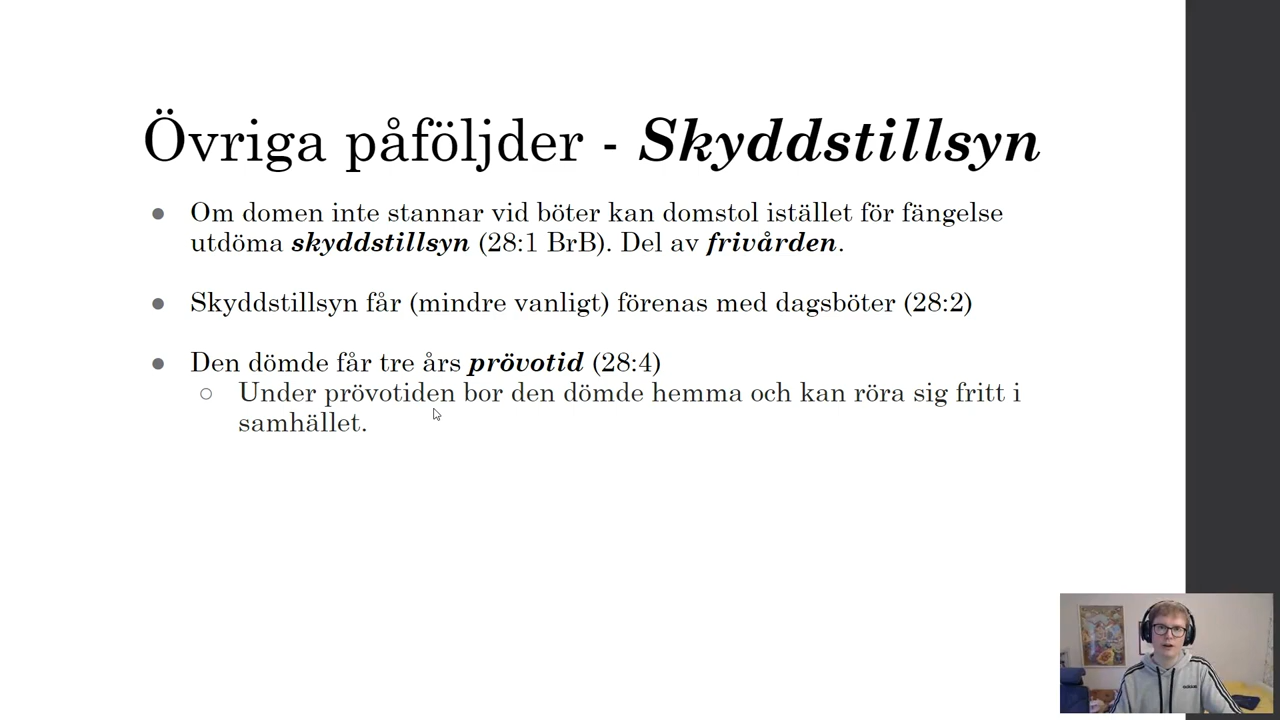 Övriga påföljder - Skyddstillsyn
● Om domen inte stannar vid böter kan domstol istället för fängelse
utdöma skyddstillsyn (28:1 BrB). Del av frivården.
● Skyddstillsyn får (mindre vanligt) förenas med dagsböter (28:2)
● Den dömde får tre års prövotid (28:4)
○ Under prövotiden bor den dömde hemma och kan röra sig fritt i
samhället.